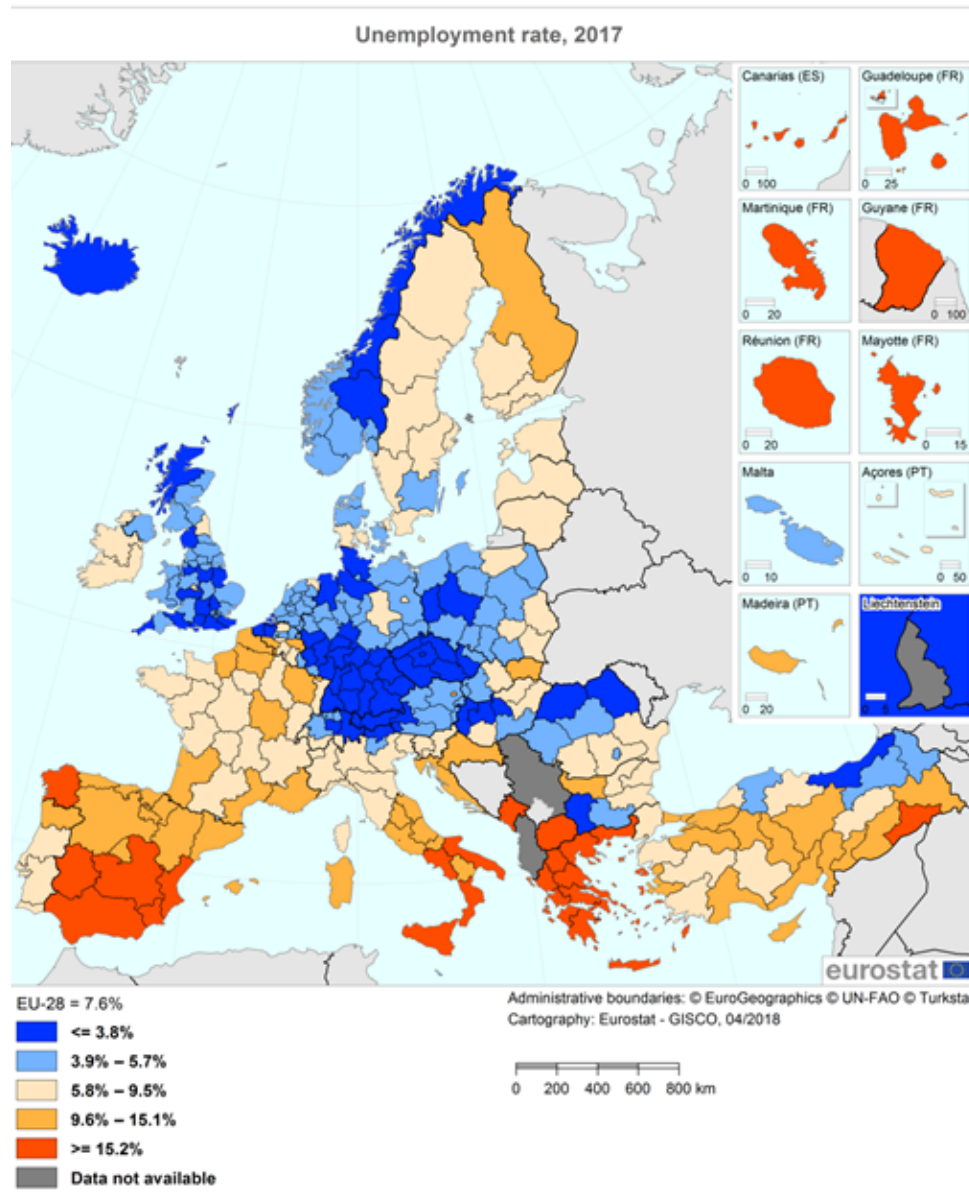 Unemployment rate, 2017
Canarias (ES)
0 100
Guadeloupe (FR)
0 25
Martinique (FR)
0 20
Guyane (FR)
0 100
Réunion (FR)
0 20
Mayotte (FR)
0 15
Malta
0 10
Açores (PT)
0 50
Madeira (PT)
0 20
Liechtenstein
0 5
eurostat
EU-28 = 7.6%
<= 3.8%
3.9% – 5.7%
5.8% – 9.5%
9.6% – 15.1%
>= 15.2%
Data not available
Administrative boundaries: © EuroGeographics © UN-FAO © Turksta
Cartography: Eurostat - GISCO, 04/2018
0 200 400 600 800 km